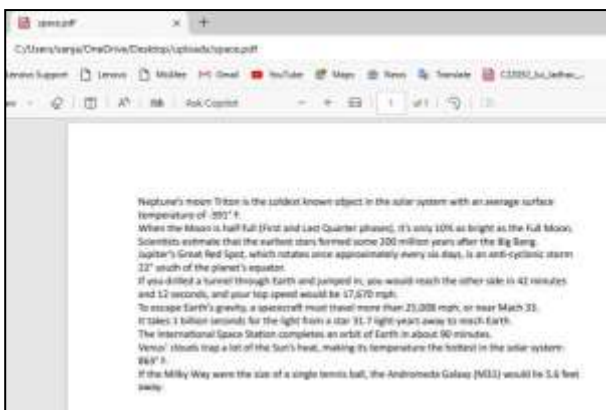 space.pdf
C:/Users/sanja/OneDrive/Desktop/uploads/space.pdf
Lenovo Support Lenovo McAfee Gmail YouTube Maps News Translate
Ask Copilot 1 of 1
Neptune's moon Triton is the coldest known object in the solar system with an average surface
temperature of -391° F.
When the Moon is half full (First and Last Quarter phases), it's only 10% as bright as the Full Moon.
Scientists estimate that the earliest stars formed some 200 million years after the Big Bang.
Jupiter's Great Red Spot, which rotates once approximately every six days, is an anti-cyclonic storm
22° south of the planet's equator.
If you drilled a tunnel through Earth and jumped in, you would reach the other side in 42 minutes
and 12 seconds, and your top speed would be 17,670 mph.
To escape Earth's gravity, a spacecraft must travel more than 25,008 mph, or near Mach 33.
It takes 1 billion seconds for the light from a star 31.7 light-years away to reach Earth.
The International Space Station completes an orbit of Earth in about 90 minutes.
Venus' clouds trap a lot of the Sun's heat, making its temperature the hottest in the solar system:
863° F.
If the Milky Way were the size of a single tennis ball, the Andromeda Galaxy (M31) would be 5.6 feet
away.